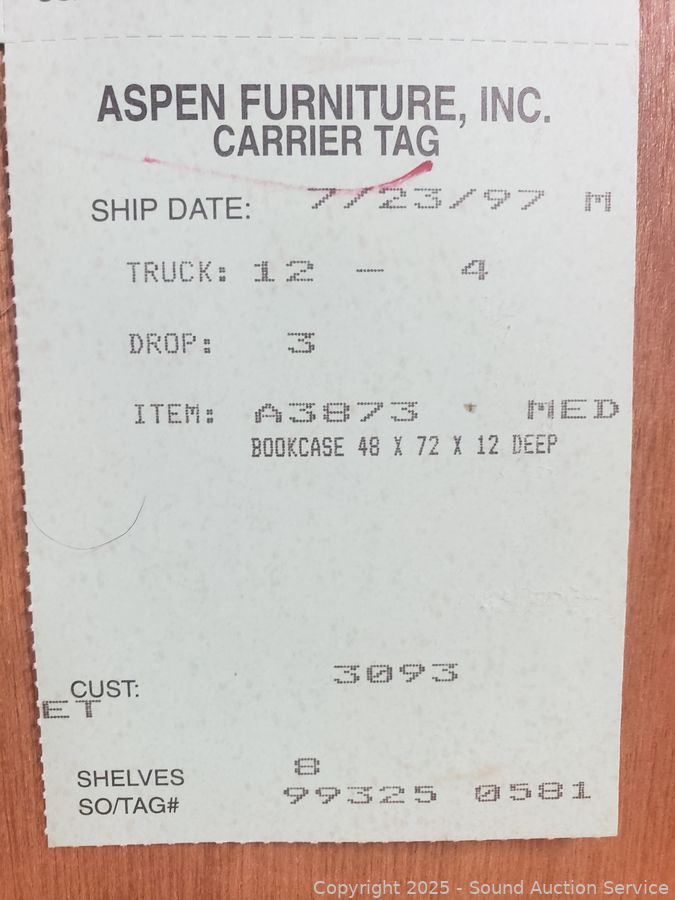 ASPEN FURNITURE, INC.
CARRIER TAG
SHIP DATE: 7/23/97 M
TRUCK: 12 - 4
DROP: 3
ITEM: A3873 MED
BOOKCASE 48 X 72 X 12 DEEP
CUST: 3093
ET
SHELVES 8
SO/TAG# 99325 0581
Copyright 2025 - Sound Auction Service